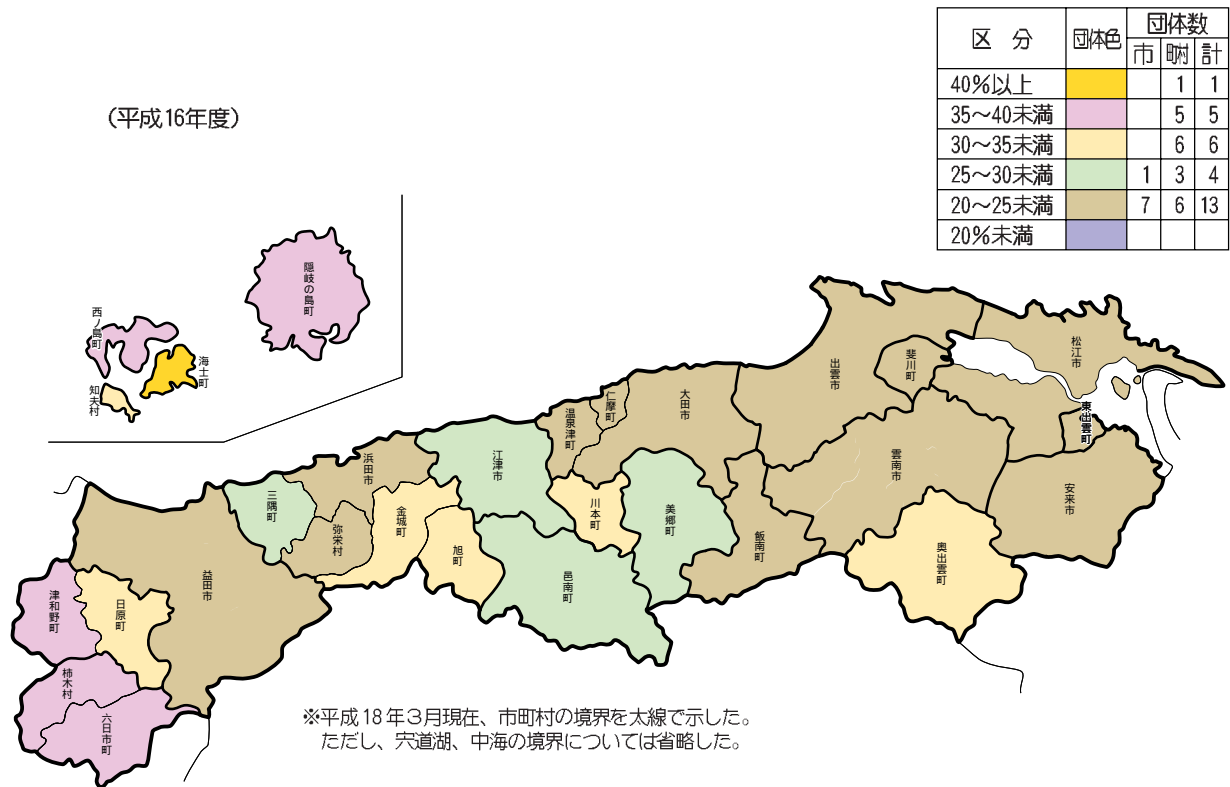 (平成16年度)
区 分 団体色 団体数
市 町村 計
40%以上 1 1
35～40未満 5 5
30～35未満 6 6
25～30未満 1 3 4
20～25未満 7 6 13
20%未満
隠岐の島町
西ノ島町
海士町
知夫村
松江市
出雲市
斐川町
東出雲町
大田市
仁摩町
温泉津町
雲南市
安来市
江津市
浜田市
三隅町
金城町
川本町
美郷町
弥栄村
旭町
飯南町
奥出雲町
益田市
邑南町
津和野町
日原町
柿木村
六日市町
※平成18年3月現在、市町村の境界を太線で示した。
ただし、宍道湖、中海の境界については省略した。